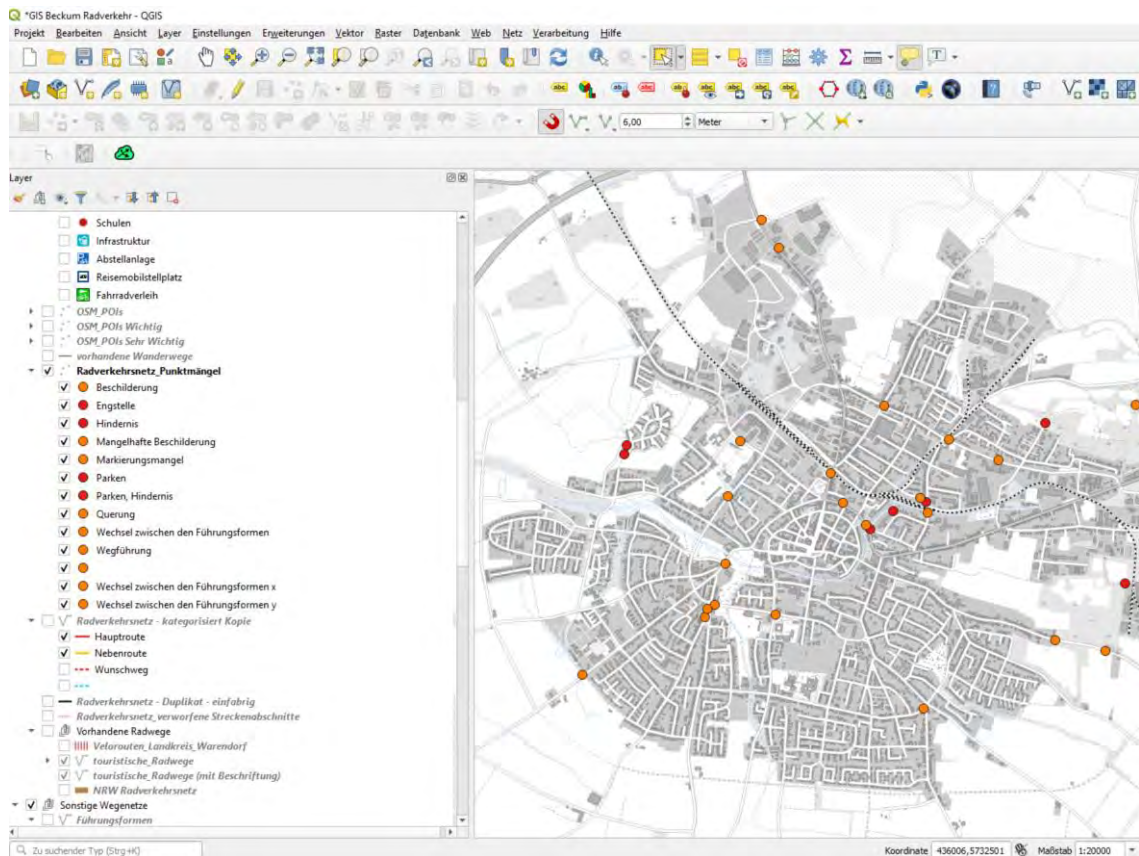 *GIS Beckum Radverkehr - QGIS
Projekt Bearbeiten Ansicht Layer Einstellungen Erweiterungen Vektor Raster Datenbank Web Netz Verarbeitung Hilfe
6,00 Meter
Layer
Schulen
Infrastruktur
Abstellanlage
Reisemobilstellplatz
Fahrradverleih
OSM_POIs
OSM_POIs Wichtig
OSM_POIs Sehr Wichtig
vorhandene Wanderwege
Radverkehrsnetz_Punktmängel
Beschilderung
Engstelle
Hindernis
Mangelhafte Beschilderung
Markierungsmangel
Parken
Parken, Hindernis
Querung
Wechsel zwischen den Führungsformen
Wegführung
Wechsel zwischen den Führungsformen x
Wechsel zwischen den Führungsformen y
Radverkehrsnetz - kategorisiert Kopie
Hauptroute
Nebenroute
Wunschweg
Radverkehrsnetz - Duplikat - einfabrig
Radverkehrsnetz_verworfene Streckenabschnitte
Vorhandene Radwege
Velorouten_Landkreis_Warendorf
touristische_Radwege
touristische_Radwege (mit Beschriftung)
NRW Radverkehrsnetz
Sonstige Wegenetze
Führungsformen
Zu suchender Typ (Strg+K) Koordinate 436006,5732501 Maßstab 1:20000